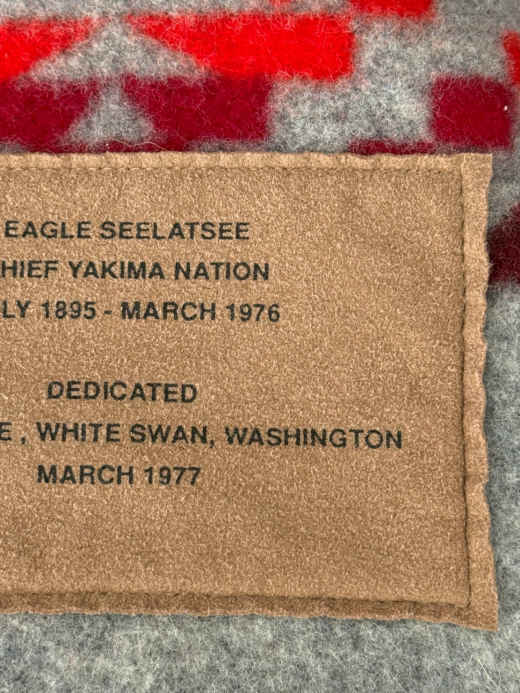 EAGLE SEELATSEE
HIEF YAKIMA NATION
LY 1895 - MARCH 1976
DEDICATED
E , WHITE SWAN, WASHINGTON
MARCH 1977